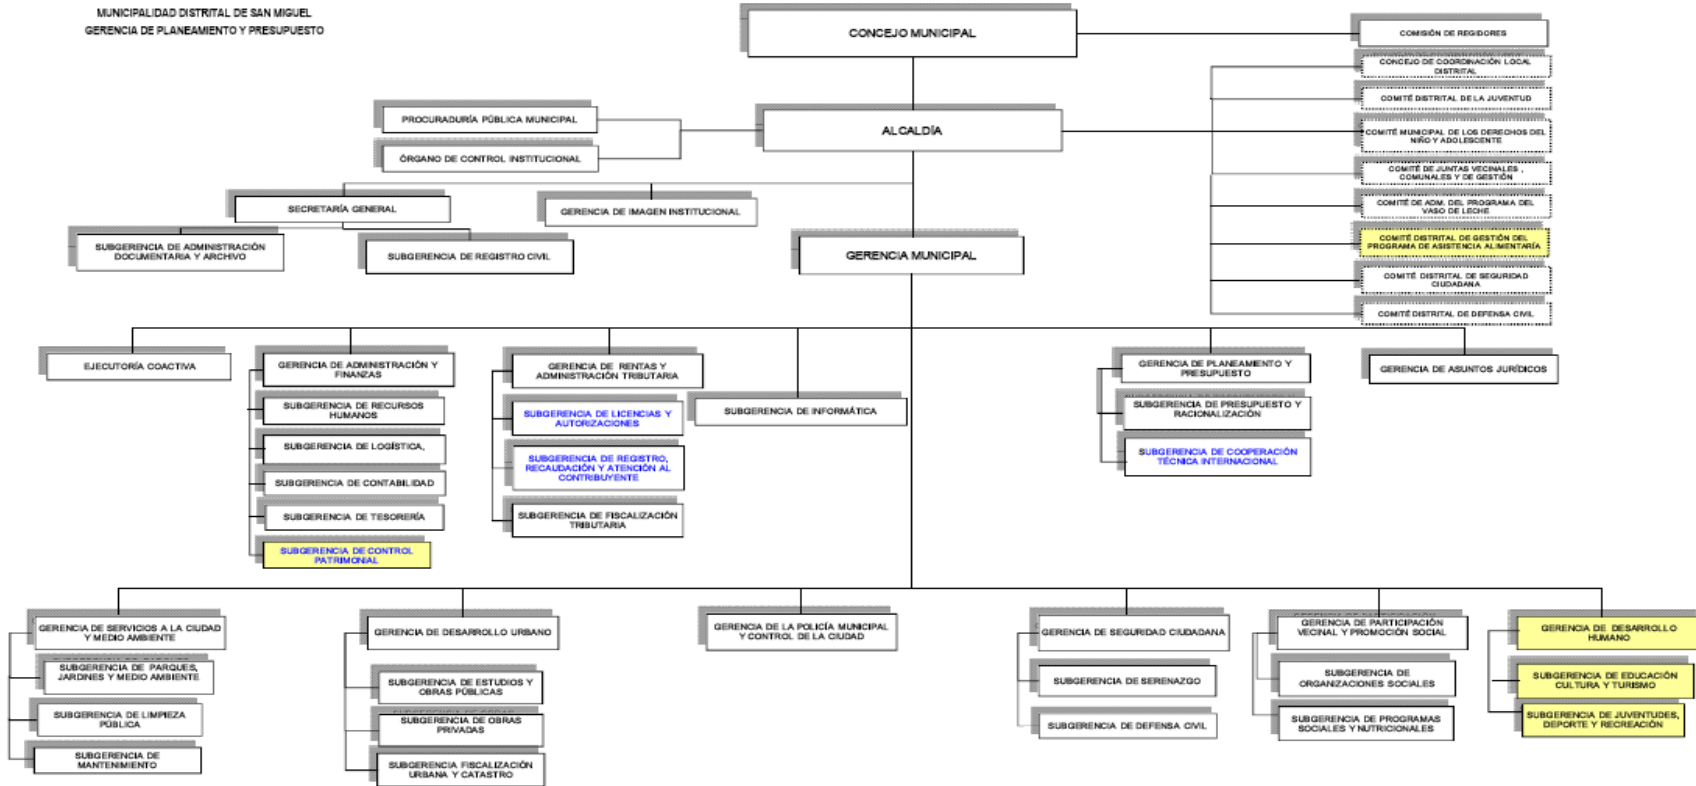 MUNICIPALIDAD DISTRITAL DE SAN MIGUEL
GERENCIA DE PLANEAMIENTO Y PRESUPUESTO
CONCEJO MUNICIPAL
COMISIÓN DE REGIDORES
CONCEJO DE COORDINACIÓN LOCAL
DISTRITAL
COMITÉ DISTRITAL DE LA JUVENTUD
COMITÉ MUNICIPAL DE LOS DERECHOS DEL
NIÑO Y ADOLESCENTE
COMITÉ DE JUNTAS VECINALES ,
COMUNALES Y DE GESTIÓN
COMITÉ DE ADM. DEL PROGRAMA DEL
VASO DE LECHE
COMITÉ DISTRITAL DE GESTIÓN DEL
PROGRAMA DE ASISTENCIA ALIMENTARÍA
COMITÉ DISTRITAL DE SEGURIDAD
CIUDADANA
COMITÉ DISTRITAL DE DEFENSA CIVIL
PROCURADURÍA PÚBLICA MUNICIPAL
ALCALDÍA
ÓRGANO DE CONTROL INSTITUCIONAL
SECRETARÍA GENERAL
GERENCIA DE IMAGEN INSTITUCIONAL
SUBGERENCIA DE ADMINISTRACIÓN
DOCUMENTARIA Y ARCHIVO
SUBGERENCIA DE REGISTRO CIVIL
GERENCIA MUNICIPAL
EJECUTORÍA COACTIVA
GERENCIA DE ADMINISTRACIÓN Y
FINANZAS
SUBGERENCIA DE RECURSOS
HUMANOS
SUBGERENCIA DE LOGÍSTICA,
SUBGERENCIA DE CONTABILIDAD
SUBGERENCIA DE TESORERÍA
SUBGERENCIA DE CONTROL
PATRIMONIAL
GERENCIA DE RENTAS Y
ADMINISTRACIÓN TRIBUTARIA
SUBGERENCIA DE LICENCIAS Y
AUTORIZACIONES
SUBGERENCIA DE REGISTRO,
RECAUDACIÓN Y ATENCIÓN AL
CONTRIBUYENTE
SUBGERENCIA DE FISCALIZACIÓN
TRIBUTARIA
SUBGERENCIA DE INFORMÁTICA
GERENCIA DE PLANEAMIENTO Y
PRESUPUESTO
SUBGERENCIA DE PRESUPUESTO Y
RACIONALIZACIÓN
SUBGERENCIA DE COOPERACIÓN
TÉCNICA INTERNACIONAL
GERENCIA DE ASUNTOS JURÍDICOS
GERENCIA DE SERVICIOS A LA CIUDAD
Y MEDIO AMBIENTE
SUBGERENCIA DE PARQUES,
JARDINES Y MEDIO AMBIENTE
SUBGERENCIA DE LIMPIEZA
PÚBLICA
SUBGERENCIA DE
MANTENIMIENTO
GERENCIA DE DESARROLLO URBANO
SUBGERENCIA DE ESTUDIOS Y
OBRAS PÚBLICAS
SUBGERENCIA DE OBRAS
PRIVADAS
SUBGERENCIA FISCALIZACIÓN
URBANA Y CATASTRO
GERENCIA DE LA POLICÍA MUNICIPAL
Y CONTROL DE LA CIUDAD
GERENCIA DE SEGURIDAD CIUDADANA
SUBGERENCIA DE SERENAZGO
SUBGERENCIA DE DEFENSA CIVIL
GERENCIA DE PARTICIPACIÓN
VECINAL Y PROMOCIÓN SOCIAL
SUBGERENCIA DE
ORGANIZACIONES SOCIALES
SUBGERENCIA DE PROGRAMAS
SOCIALES Y NUTRICIONALES
GERENCIA DE DESARROLLO
HUMANO
SUBGERENCIA DE EDUCACIÓN
CULTURA Y TURISMO
SUBGERENCIA DE JUVENTUDES,
DEPORTE Y RECREACIÓN